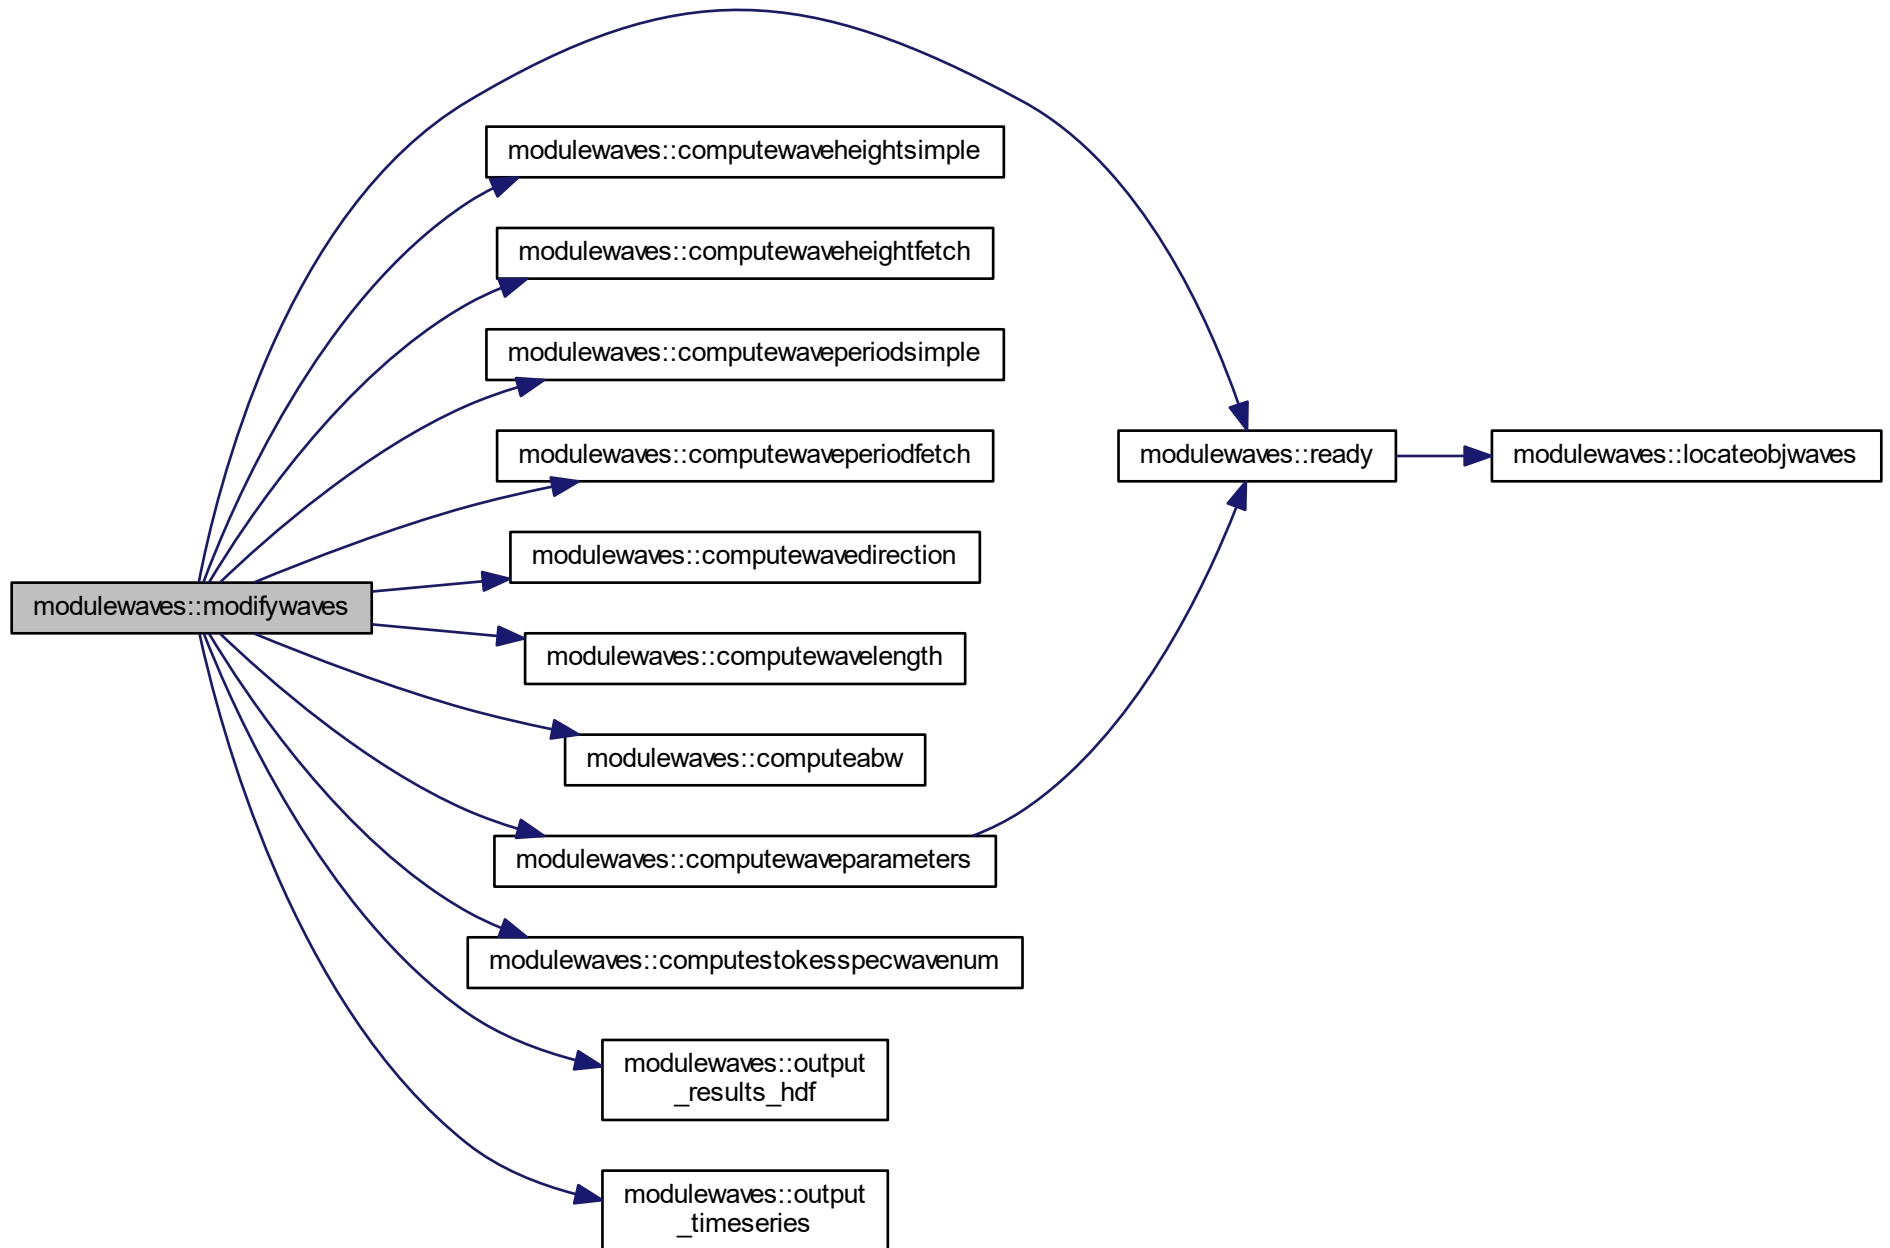 modulewaves::computewaveheightsimple
modulewaves::computewaveheightfetch
modulewaves::computewaveperiodsimple
modulewaves::computewaveperiodfetch
modulewaves::ready
modulewaves::locateobjwaves
modulewaves::computewavedirection
modulewaves::modifywaves
modulewaves::computewavelength
modulewaves::computeabw
modulewaves::computewaveparameters
modulewaves::computestokesspecwavenum
modulewaves::output
_results_hdf
modulewaves::output
_timeseries